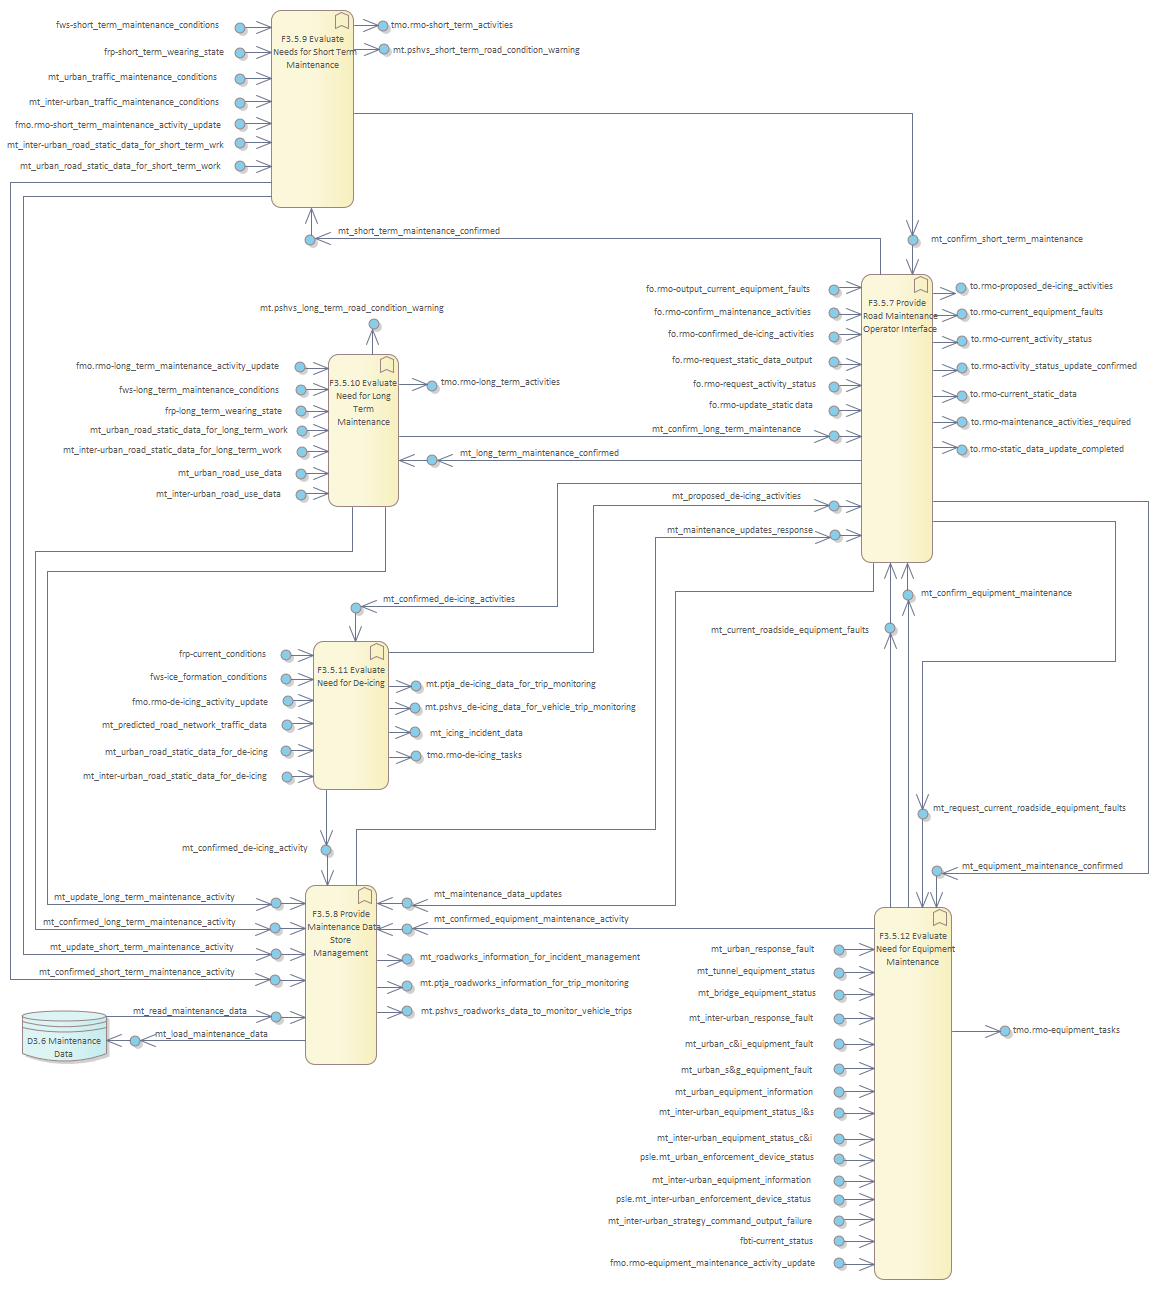 fws-short_term_maintenance_conditions
frp-short_term_wearing_state
mt_urban_traffic_maintenance_conditions
mt_inter-urban_traffic_maintenance_conditions
fmo.rmo-short_term_maintenance_activity_update
mt_inter-urban_road_static_data_for_short_term_wrk
mt_urban_road_static_data_for_short_term_work
F3.5.9 Evaluate
Needs for Short Term
Maintenance
tmo.rmo-short_term_activities
mt.pshvs_short_term_road_condition_warning
mt_short_term_maintenance_confirmed
mt_confirm_short_term_maintenance
fo.rmo-output_current_equipment_faults
fo.rmo-confirm_maintenance_activities
fo.rmo-confirmed_de-icing_activities
fo.rmo-request_static_data_output
fo.rmo-request_activity_status
fo.rmo-update_static data
mt_confirm_long_term_maintenance
mt_long_term_maintenance_confirmed
mt_proposed_de-icing_activities
mt_maintenance_updates_response
F3.5.7 Provide
Road Maintenance
Operator Interface
to.rmo-proposed_de-icing_activities
to.rmo-current_equipment_faults
to.rmo-current_activity_status
to.rmo-activity_status_update_confirmed
to.rmo-current_static_data
to.rmo-maintenance_activities_required
to.rmo-static_data_update_completed
mt.pshvs_long_term_road_condition_warning
fmo.rmo-long_term_maintenance_activity_update
fws-long_term_maintenance_conditions
frp-long_term_wearing_state
mt_urban_road_static_data_for_long_term_work
mt_inter-urban_road_static_data_for_long_term_work
mt_urban_road_use_data
mt_inter-urban_road_use_data
F3.5.10 Evaluate
Need for Long
Term
Maintenance
tmo.rmo-long_term_activities
mt_confirmed_de-icing_activities
mt_current_roadside_equipment_faults
mt_confirm_equipment_maintenance
frp-current_conditions
fws-ice_formation_conditions
fmo.rmo-de-icing_activity_update
mt_predicted_road_network_traffic_data
mt_urban_road_static_data_for_de-icing
mt_inter-urban_road_static_data_for_de-icing
F3.5.11 Evaluate
Need for De-icing
mt.ptja_de-icing_data_for_trip_monitoring
mt.pshvs_de-icing_data_for_vehicle_trip_monitoring
mt_icing_incident_data
tmo.rmo-de-icing_tasks
mt_request_current_roadside_equipment_faults
mt_equipment_maintenance_confirmed
mt_confirmed_de-icing_activity
mt_update_long_term_maintenance_activity
mt_confirmed_long_term_maintenance_activity
mt_update_short_term_maintenance_activity
mt_confirmed_short_term_maintenance_activity
mt_read_maintenance_data
mt_load_maintenance_data
D3.6 Maintenance
Data
F3.5.8 Provide
Maintenance Data
Store
Management
mt_maintenance_data_updates
mt_confirmed_equipment_maintenance_activity
mt_roadworks_information_for_incident_management
mt.ptja_roadworks_information_for_trip_monitoring
mt.pshvs_roadworks_data_to_monitor_vehicle_trips
mt_urban_response_fault
mt_tunnel_equipment_status
mt_bridge_equipment_status
mt_inter-urban_response_fault
mt_urban_c&i_equipment_fault
mt_urban_s&g_equipment_fault
mt_urban_equipment_information
mt_inter-urban_equipment_status_l&s
mt_inter-urban_equipment_status_c&i
psle.mt_urban_enforcement_device_status
mt_inter-urban_equipment_information
psle.mt_inter-urban_enforcement_device_status
mt_inter-urban_strategy_command_output_failure
fbti-current_status
fmo.rmo-equipment_maintenance_activity_update
F3.5.12 Evaluate
Need for Equipment
Maintenance
tmo.rmo-equipment_tasks